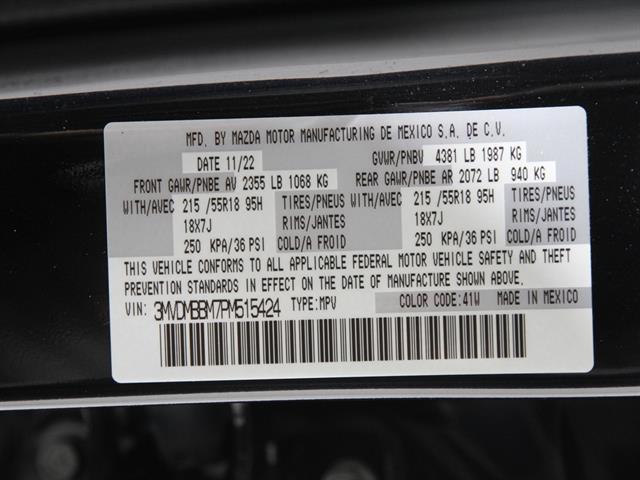 MFD. BY MAZDA MOTOR MANUFACTURING DE MEXICO S.A. DE C.V.
DATE 11/22 GVWR/PNBV 4381 LB 1987 KG
FRONT GAWR/PNBE AV 2355 LB 1068 KG REAR GAWR/PNBE AR 2072 LB 940 KG
WITH/AVEC 215 /55R18 95H TIRES/PNEUS WITH/AVEC 215 /55R18 95H TIRES/PNEUS
18X7J RIMS/JANTES 18X7J RIMS/JANTES
250 KPA/36 PSI COLD/A FROID 250 KPA/36 PSI COLD/A FROID
THIS VEHICLE CONFORMS TO ALL APPLICABLE FEDERAL MOTOR VEHICLE SAFETY AND THEFT
PREVENTION STANDARDS IN EFFECT ON THE DATE OF MANUFACTURE SHOWN ABOVE.
VIN: 3MVDMBBM7PM515424 TYPE:MPV COLOR CODE:41W MADE IN MEXICO